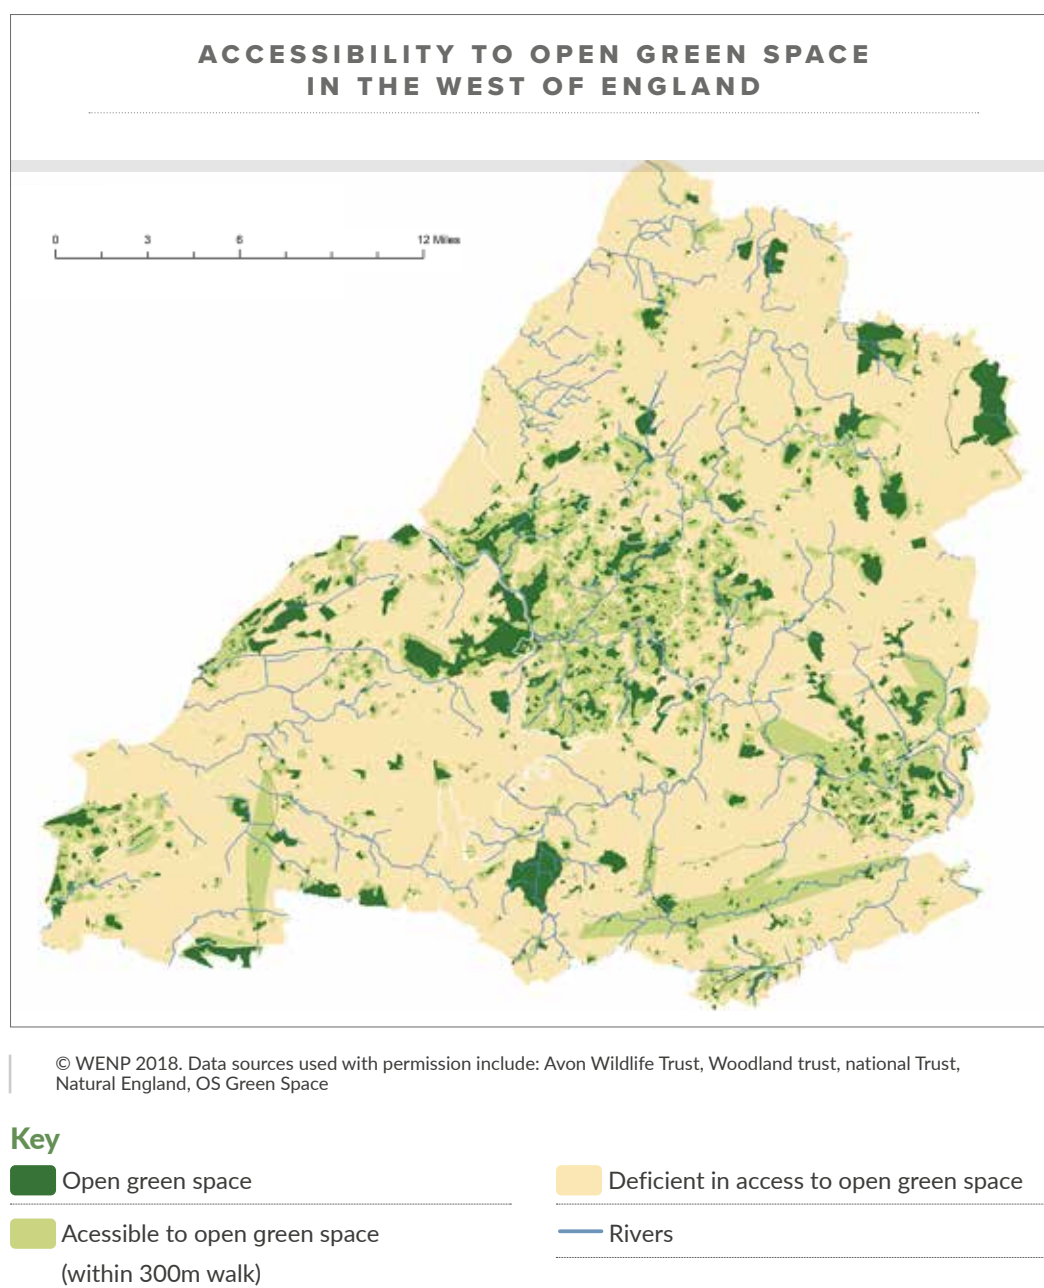 ACCESSIBILITY TO OPEN GREEN SPACE
IN THE WEST OF ENGLAND
0 3 6 12 Miles
© WENP 2018. Data sources used with permission include: Avon Wildlife Trust, Woodland trust, national Trust,
Natural England, OS Green Space
Key
Open green space
Acessible to open green space
(within 300m walk)
Deficient in access to open green space
Rivers